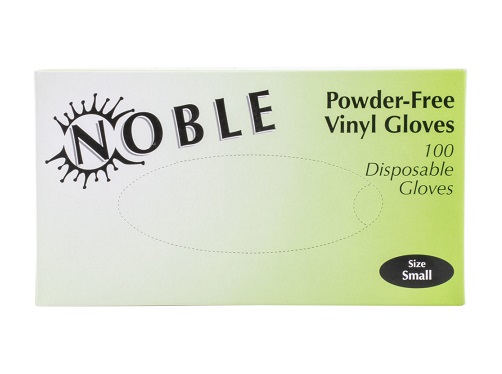 NOBLE
Powder-Free
Vinyl Gloves
100
Disposable
Gloves
Size
Small